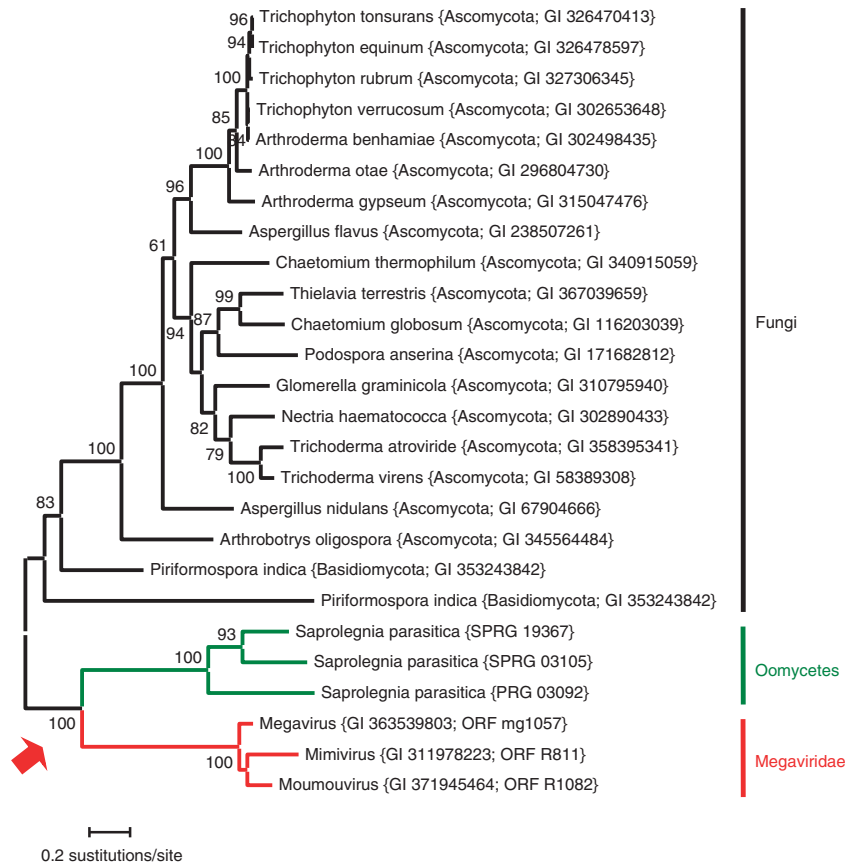 96
Trichophyton tonsurans {Ascomycota; GI 326470413}
94
Trichophyton equinum {Ascomycota; GI 326478597}
100
Trichophyton rubrum {Ascomycota; GI 327306345}
Trichophyton verrucosum {Ascomycota; GI 302653648}
85
Arthroderma benhamiae {Ascomycota; GI 302498435}
100
Arthroderma otae {Ascomycota; GI 296804730}
96
Arthroderma gypseum {Ascomycota; GI 315047476}
Aspergillus flavus {Ascomycota; GI 238507261}
61
Chaetomium thermophilum {Ascomycota; GI 340915059}
99
Thielavia terrestris {Ascomycota; GI 367039659}
94
87
Chaetomium globosum {Ascomycota; GI 116203039}
Fungi
Podospora anserina {Ascomycota; GI 171682812}
100
Glomerella graminicola {Ascomycota; GI 310795940}
82
Nectria haematococca {Ascomycota; GI 302890433}
100
79
Trichoderma atroviride {Ascomycota; GI 358395341}
100
Trichoderma virens {Ascomycota; GI 58389308}
83
Aspergillus nidulans {Ascomycota; GI 67904666}
Arthrobotrys oligospora {Ascomycota; GI 345564484}
Piriformospora indica {Basidiomycota; GI 353243842}
Piriformospora indica {Basidiomycota; GI 353243842}
93
Saprolegnia parasitica {SPRG 19367}
100
Saprolegnia parasitica {SPRG 03105}
Oomycetes
Saprolegnia parasitica {PRG 03092}
100
Megavirus {GI 363539803; ORF mg1057}
100
Mimivirus {GI 311978223; ORF R811}
Megaviridae
Moumouvirus {GI 371945464; ORF R1082}
0.2 sustitutions/site